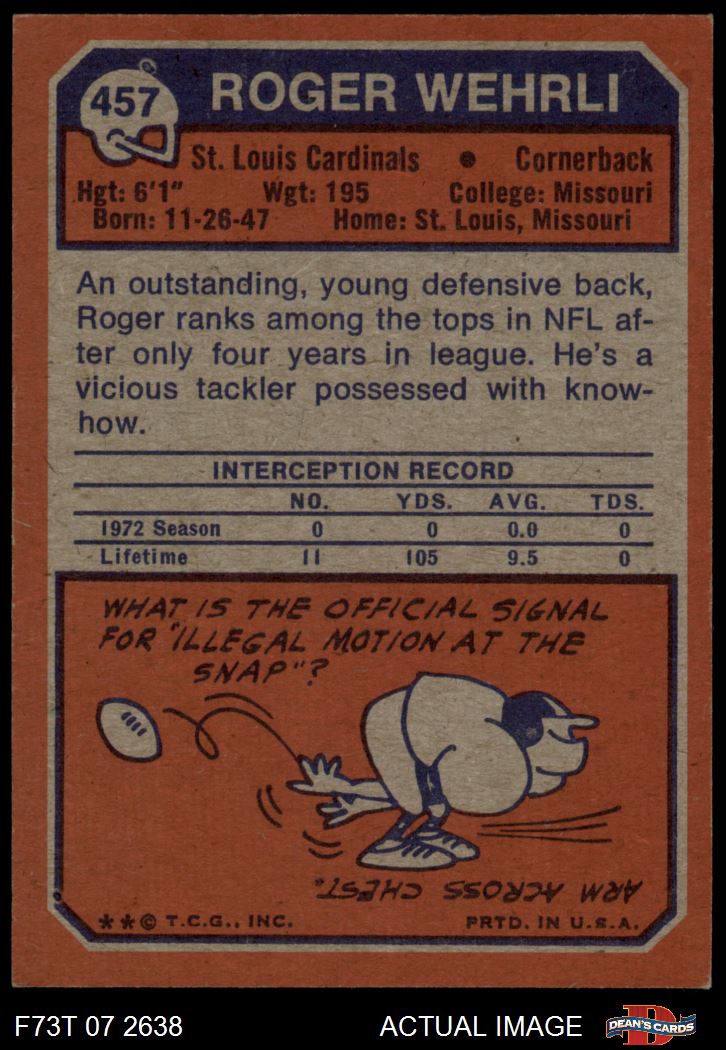 457
ROGER WEHRLI
St. Louis Cardinals • Cornerback
Hgt: 6'1" Wgt: 195 College: Missouri
Born: 11-26-47 Home: St. Louis, Missouri
An outstanding, young defensive back,
Roger ranks among the tops in NFL af-
ter only four years in league. He's a
vicious tackler possessed with know-
how.
INTERCEPTION RECORD
NO. YDS. AVG. TDS.
1972 Season 0 0 0.0 0
Lifetime 11 105 9.5 0
WHAT IS THE OFFICIAL SIGNAL
FOR "ILLEGAL MOTION AT THE
SNAP"?
ARM ACROSS CHEST.
**© T.C.G., INC. PRTD. IN U.S.A.
F73T 07 2638 ACTUAL IMAGE D DEAN'S CARDS